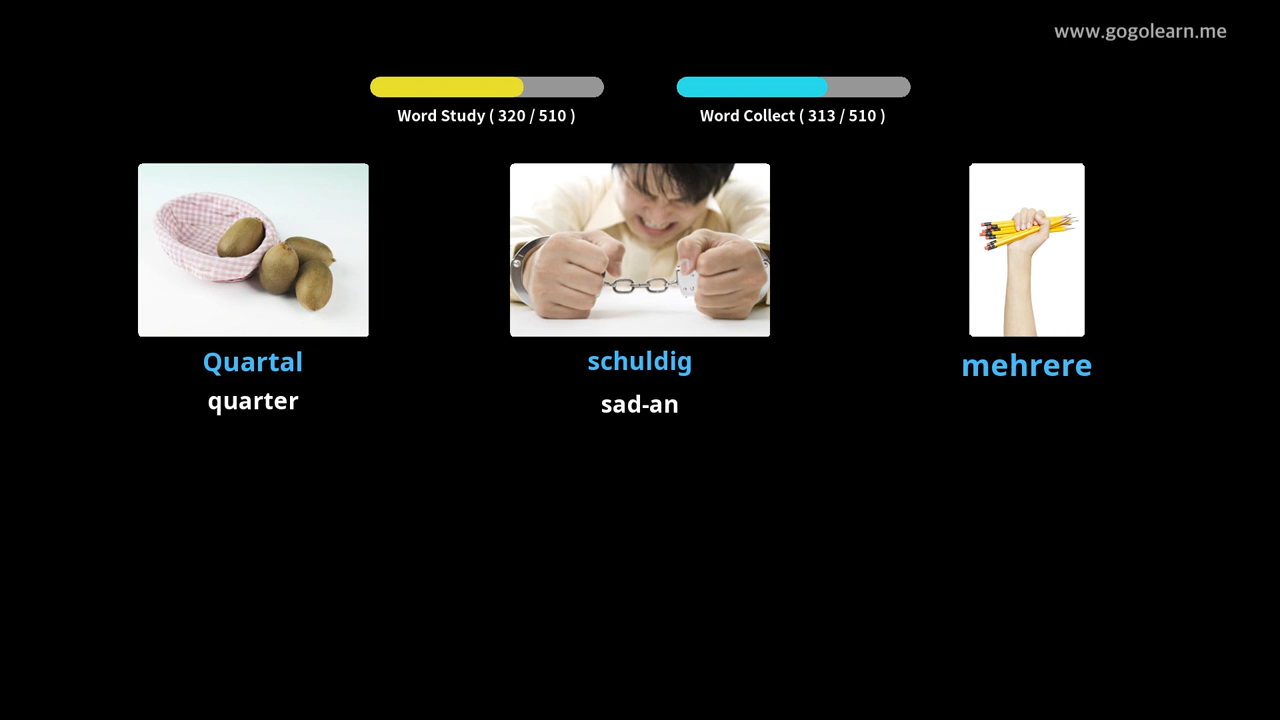 www.gogolearn.me
Word Study ( 320 / 510 )
Word Collect ( 313 / 510 )
Quartal
quarter
schuldig
sad-an
mehrere